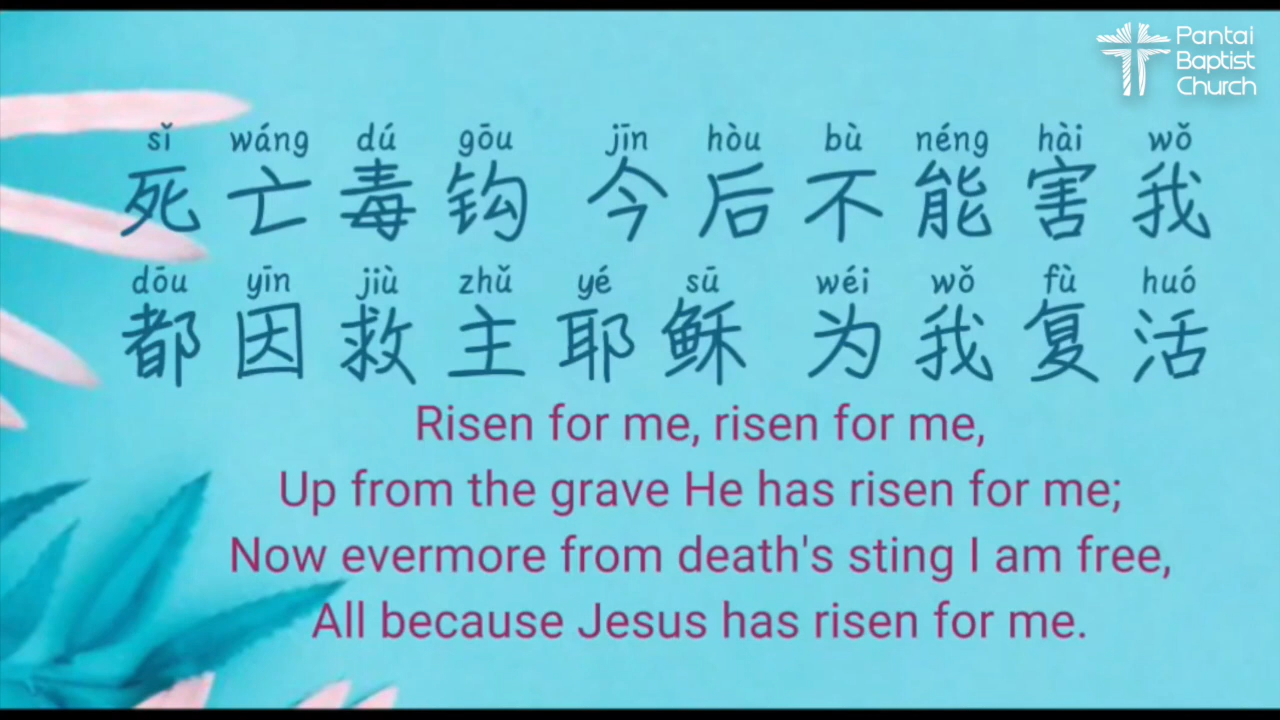 Pantai
Baptist
Church
sǐ wáng dú gōu jīn hòu bù néng hài wǒ
死亡毒钩 今后不能害我
dōu yīn jiù zhǔ yé sū wéi wǒ fù huó
都因救主耶稣 为我复活
Risen for me, risen for me,
Up from the grave He has risen for me;
Now evermore from death's sting I am free,
All because Jesus has risen for me.